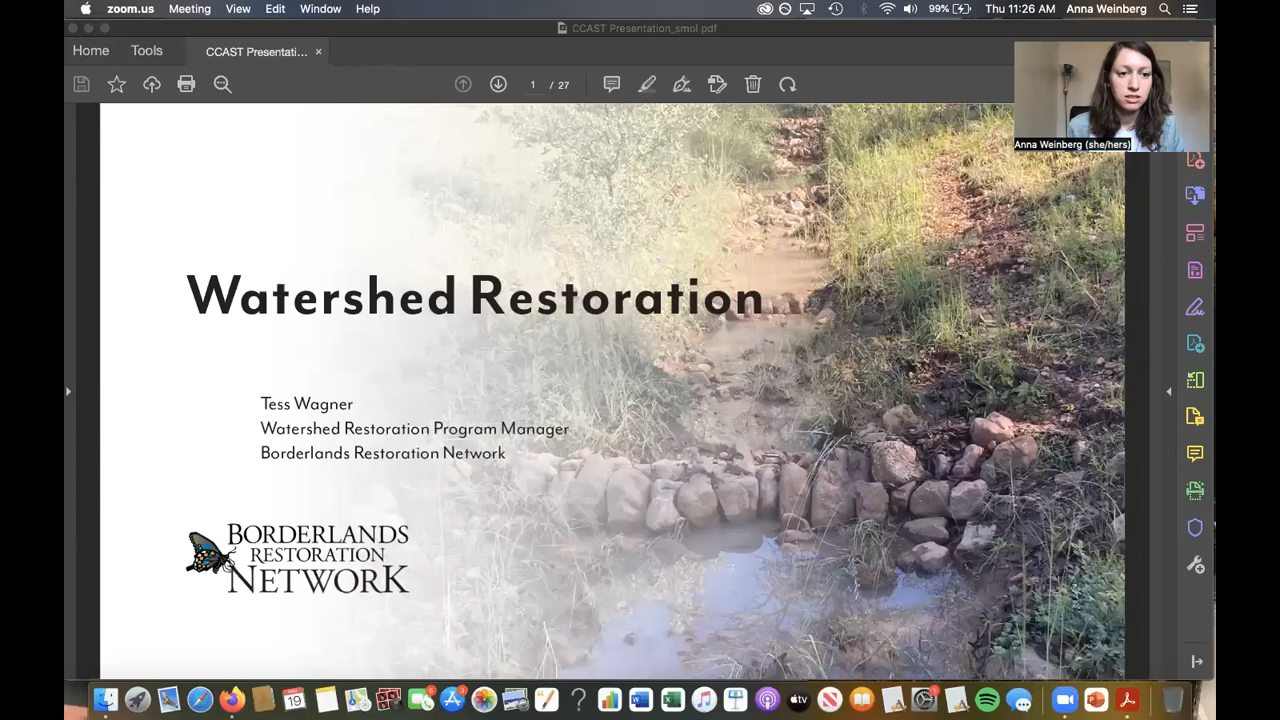 zoom.us Meeting View Edit Window Help 99% Thu 11:26 AM Anna Weinberg
CCAST Presentation_smol.pdf
Home Tools CCAST Presentati... ×
1 / 27
Anna Weinberg (she/hers)
Watershed Restoration
Tess Wagner
Watershed Restoration Program Manager
Borderlands Restoration Network
BORDERLANDS
RESTORATION
NETWORK
19